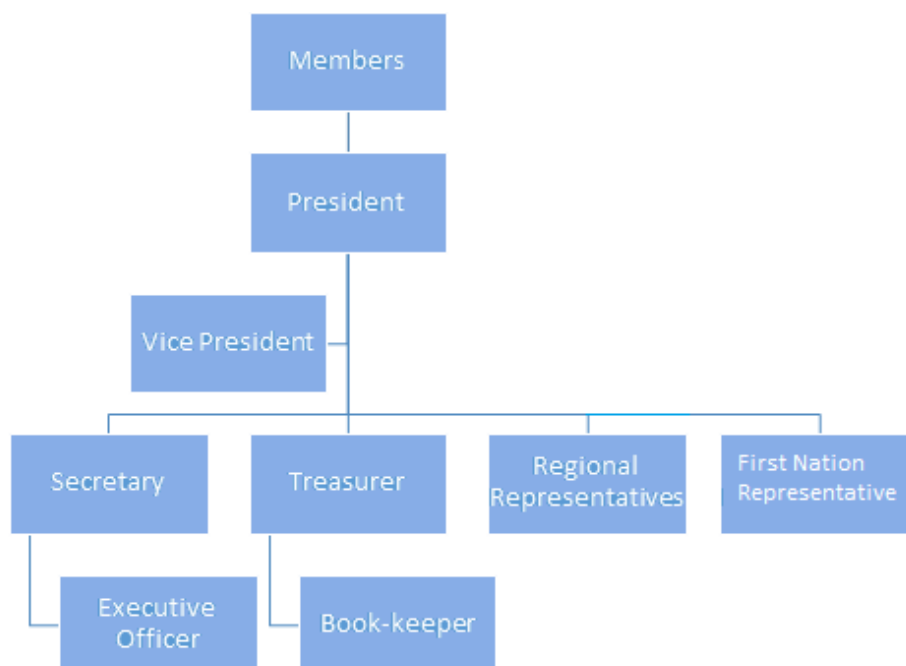 Members
President
Vice President
Secretary
Treasurer
Regional
Representatives
First Nation
Representative
Executive
Officer
Book-keeper